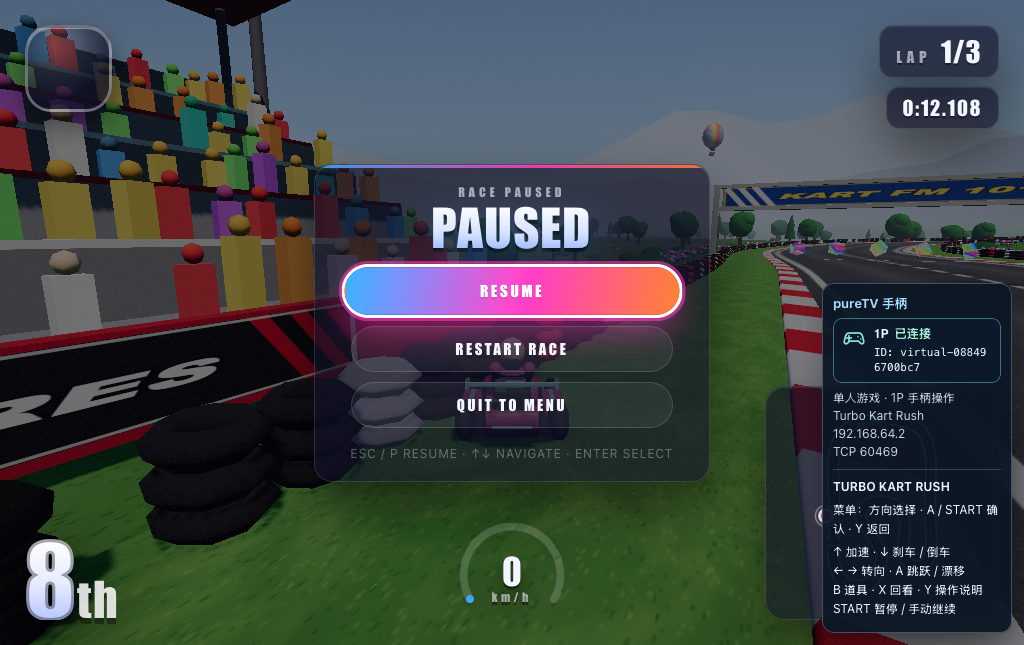 LAP 1/3
0:12.108
KART FM 10
RACE PAUSED
PAUSED
RESUME
RESTART RACE
QUIT TO MENU
ESC / P RESUME · ↑↓ NAVIGATE · ENTER SELECT
RES
8th
0
km/h
pureTV 手柄
1P 已连接
ID: virtual-08849
6700bc7
单人游戏 · 1P 手柄操作
Turbo Kart Rush
192.168.64.2
TCP 60469
TURBO KART RUSH
菜单：方向选择 · A / START 确
认 · Y 返回
↑ 加速 · ↓ 刹车 / 倒车
← → 转向 · A 跳跃 / 漂移
B 道具 · X 回看 · Y 操作说明
START 暂停 / 手动继续